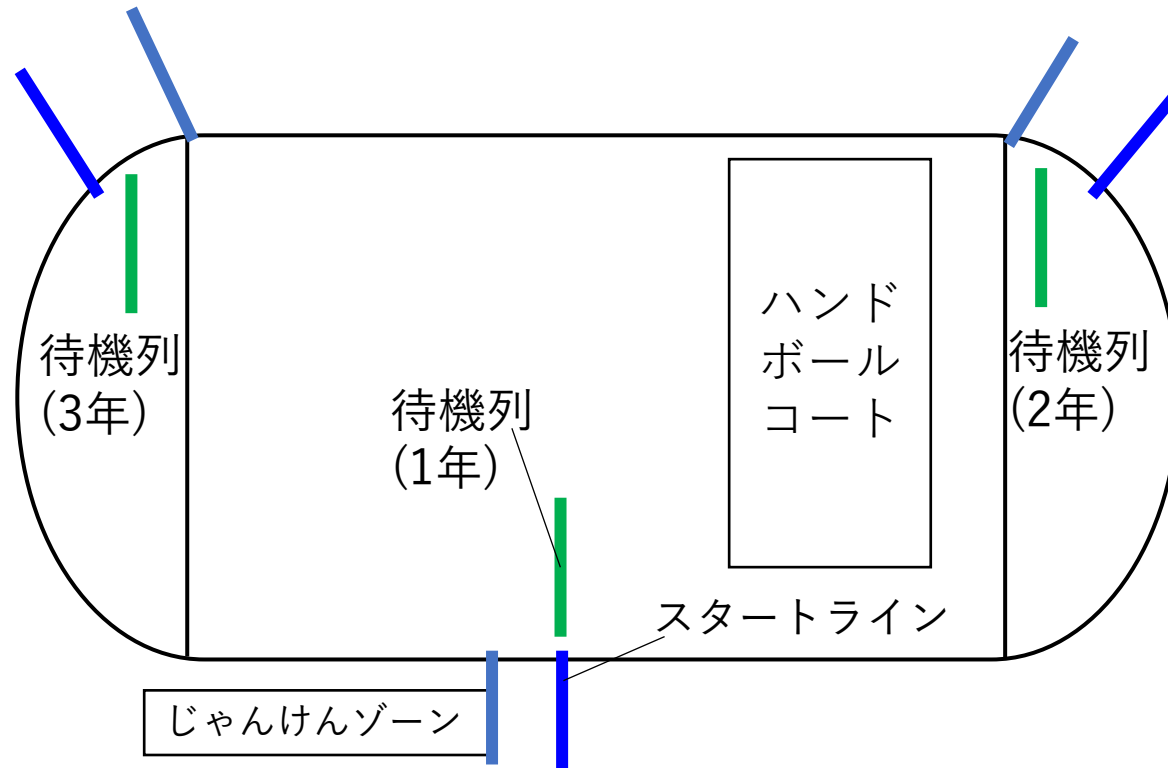 ハンド
ボール
コート
待機列
(3年)
待機列
(2年)
待機列
(1年)
スタートライン
じゃんけんゾーン